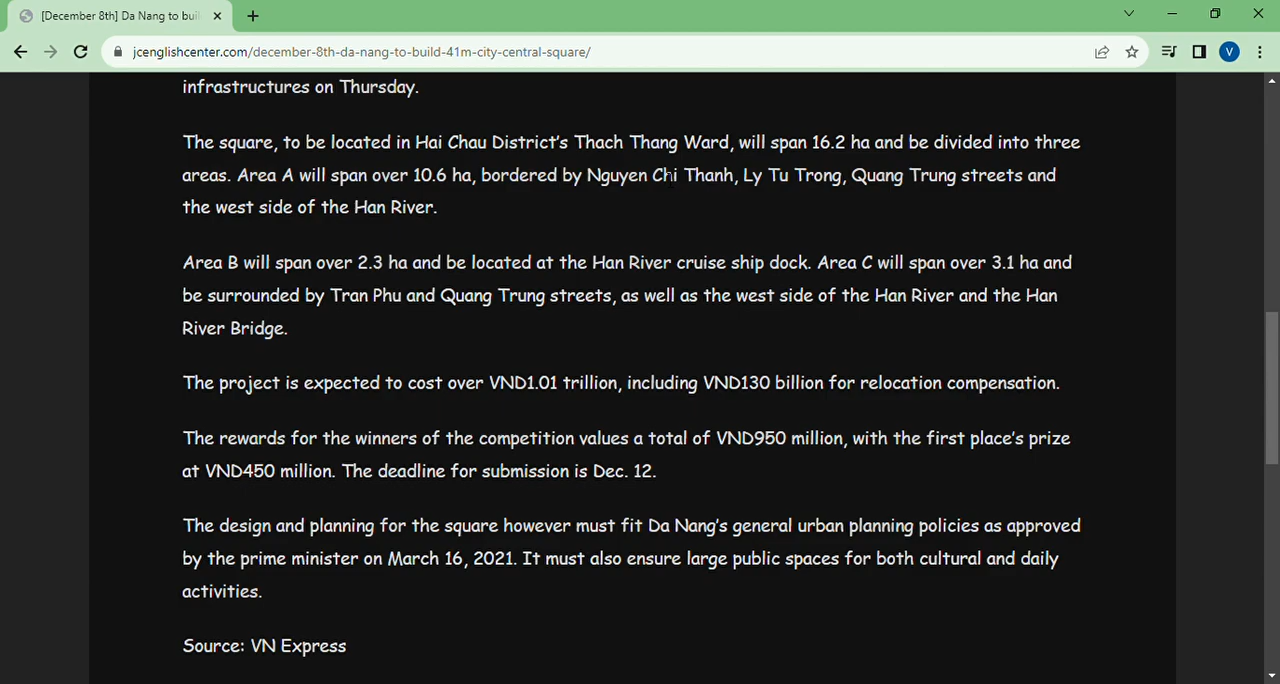 [December 8th] Da Nang to buil
jcenglishcenter.com/december-8th-da-nang-to-build-41m-city-central-square/
V
infrastructures on Thursday.
The square, to be located in Hai Chau District's Thach Thang Ward, will span 16.2 ha and be divided into three
areas. Area A will span over 10.6 ha, bordered by Nguyen Chi Thanh, Ly Tu Trong, Quang Trung streets and
the west side of the Han River.
Area B will span over 2.3 ha and be located at the Han River cruise ship dock. Area C will span over 3.1 ha and
be surrounded by Tran Phu and Quang Trung streets, as well as the west side of the Han River and the Han
River Bridge.
The project is expected to cost over VND1.01 trillion, including VND130 billion for relocation compensation.
The rewards for the winners of the competition values a total of VND950 million, with the first place's prize
at VND450 million. The deadline for submission is Dec. 12.
The design and planning for the square however must fit Da Nang's general urban planning policies as approved
by the prime minister on March 16, 2021. It must also ensure large public spaces for both cultural and daily
activities.
Source: VN Express